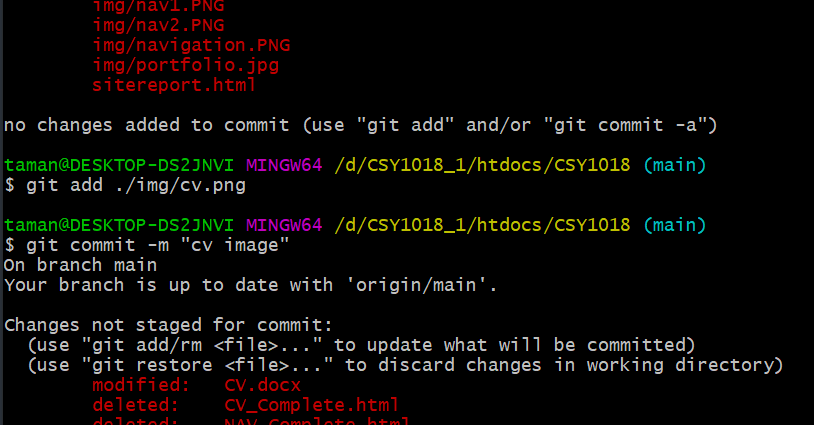 img/nav1.PNG
img/nav2.PNG
img/navigation.PNG
img/portfolio.jpg
sitereport.html
no changes added to commit (use "git add" and/or "git commit -a")
taman@DESKTOP-DS2JNVI MINGW64 /d/CSY1018_1/htdocs/CSY1018 (main)
$ git add ./img/cv.png
taman@DESKTOP-DS2JNVI MINGW64 /d/CSY1018_1/htdocs/CSY1018 (main)
$ git commit -m "cv image"
On branch main
Your branch is up to date with 'origin/main'.
Changes not staged for commit:
(use "git add/rm <file>..." to update what will be committed)
(use "git restore <file>..." to discard changes in working directory)
modified: CV.docx
deleted: CV_Complete.html
deleted: NAV_Complete.html